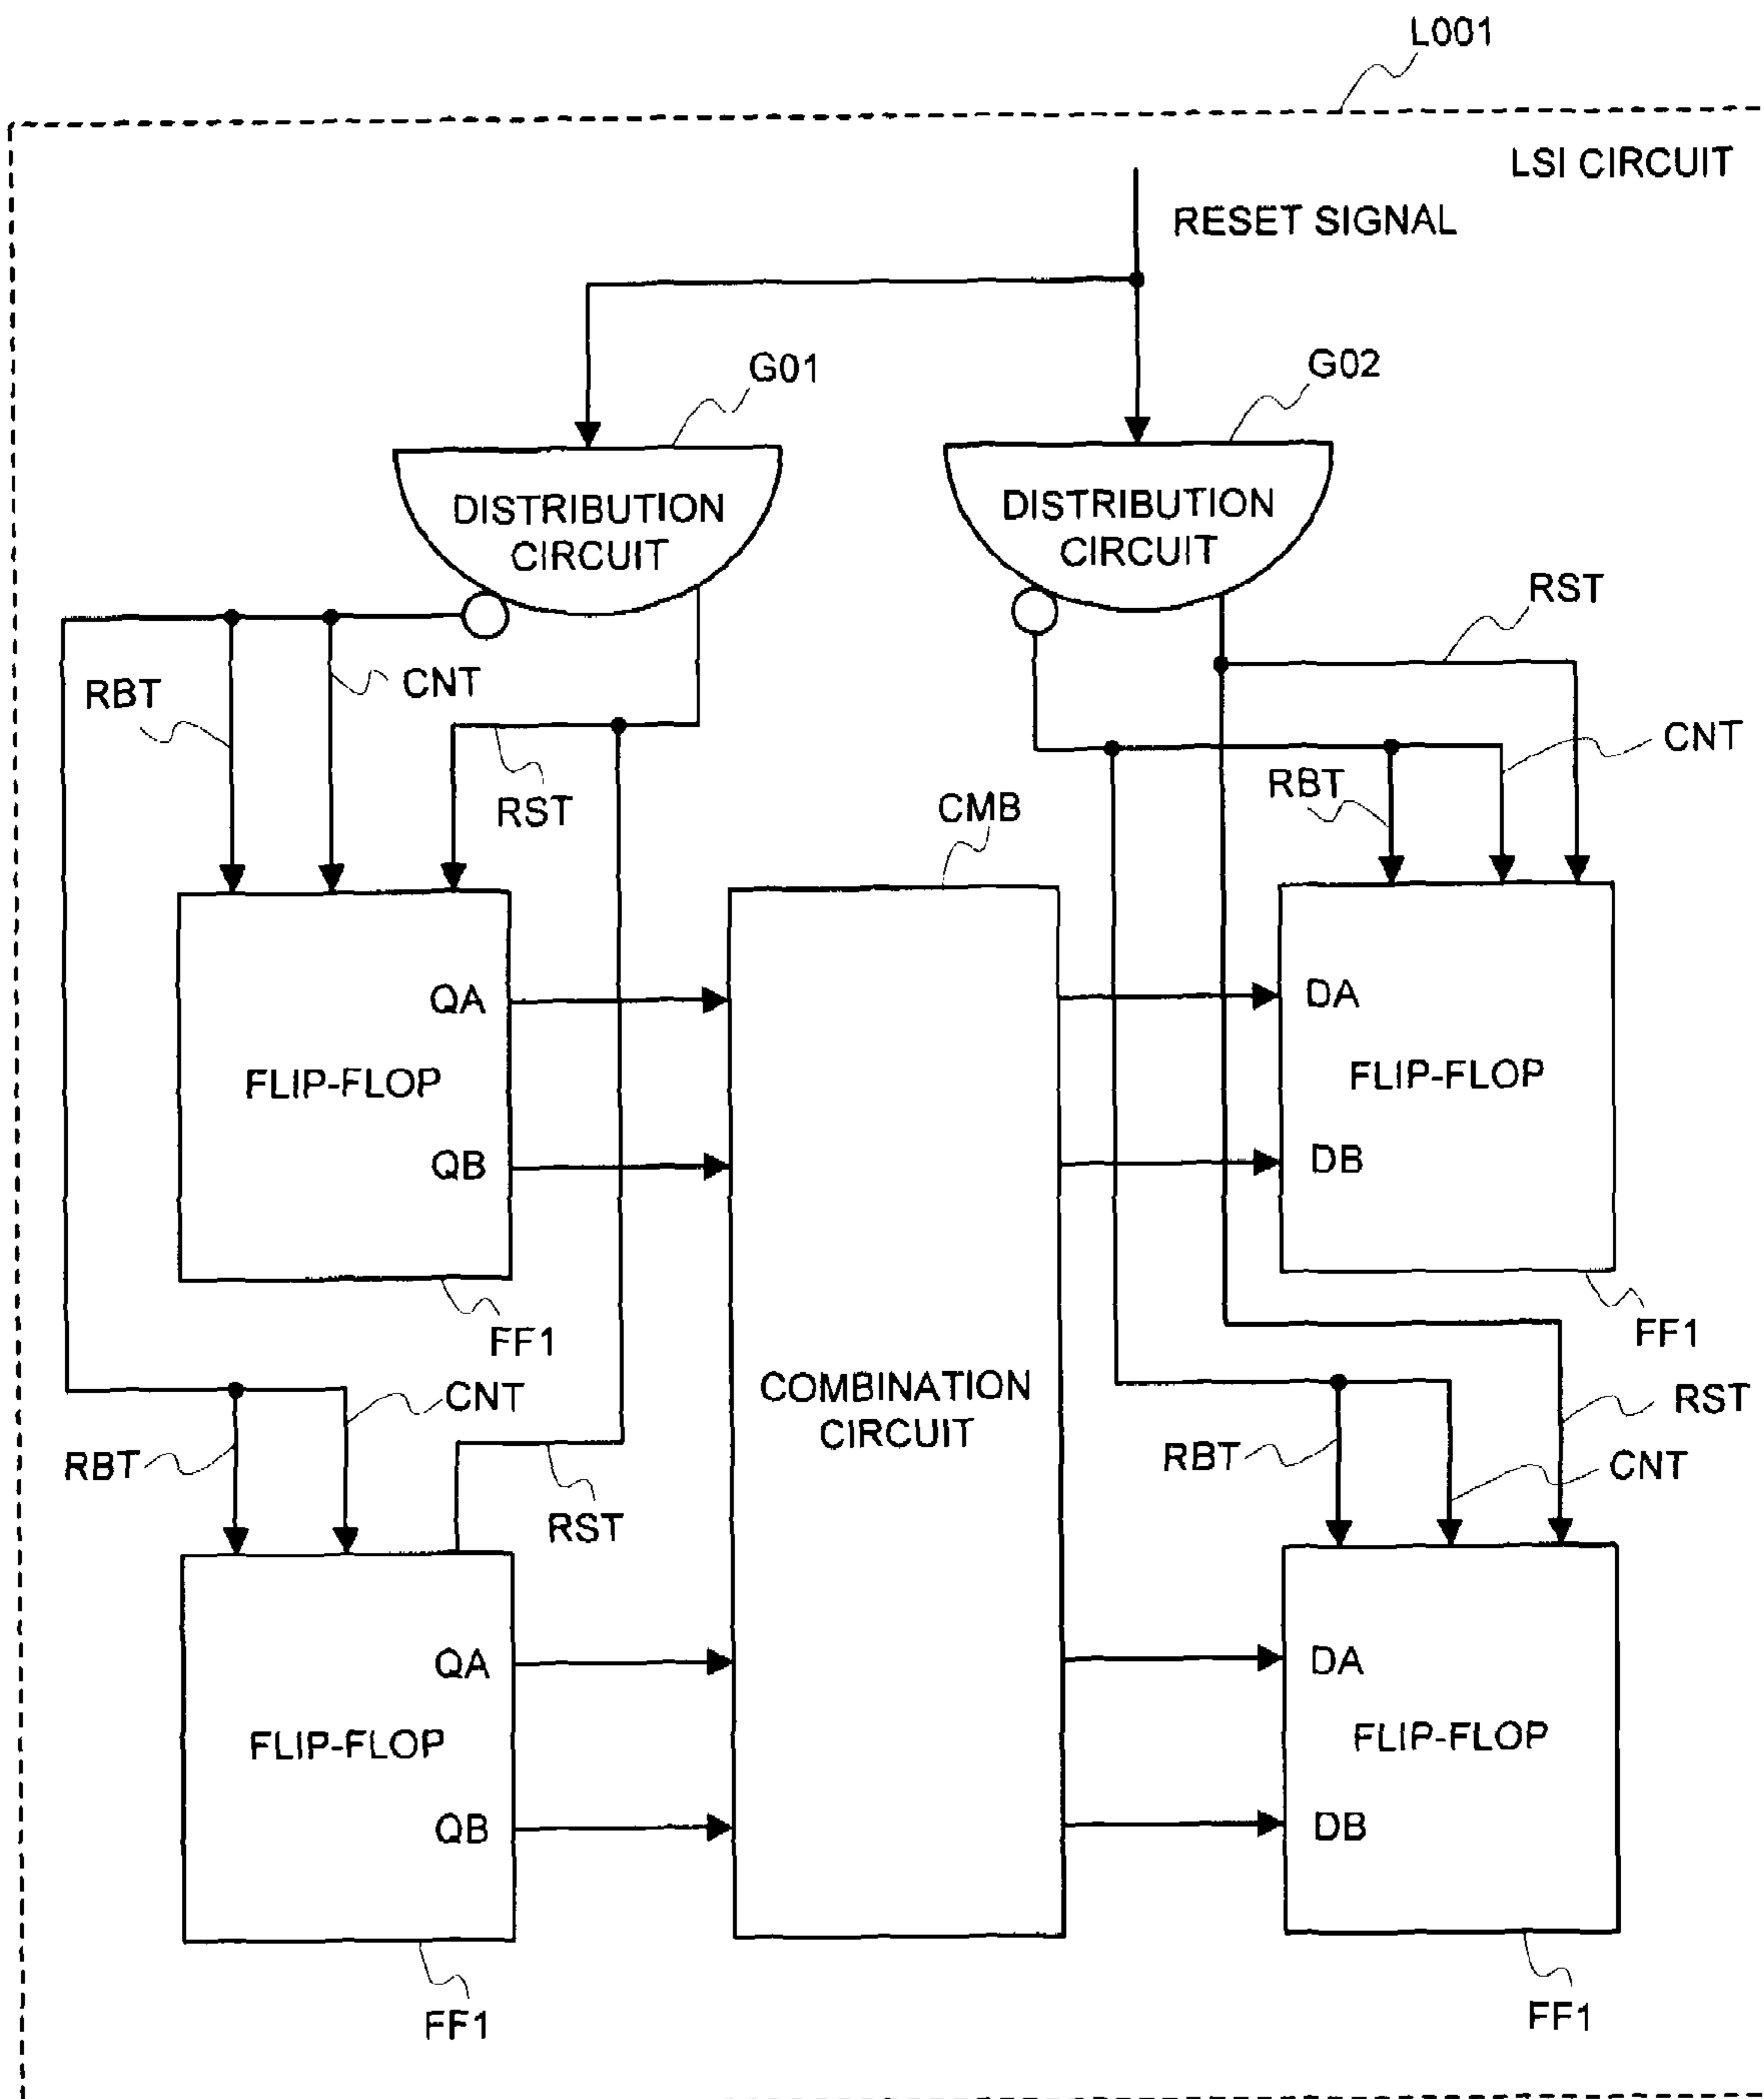 L001
LSI CIRCUIT
RESET SIGNAL
G01
G02
DISTRIBUTION
CIRCUIT
DISTRIBUTION
CIRCUIT
RST
RBT
CNT
CNT
RST
RBT
CMB
QA
DA
FLIP-FLOP
FLIP-FLOP
QB
DB
FF1
FF1
COMBINATION
CIRCUIT
CNT
RST
RBT
RBT
CNT
RST
QA
DA
FLIP-FLOP
FLIP-FLOP
QB
DB
FF1
FF1